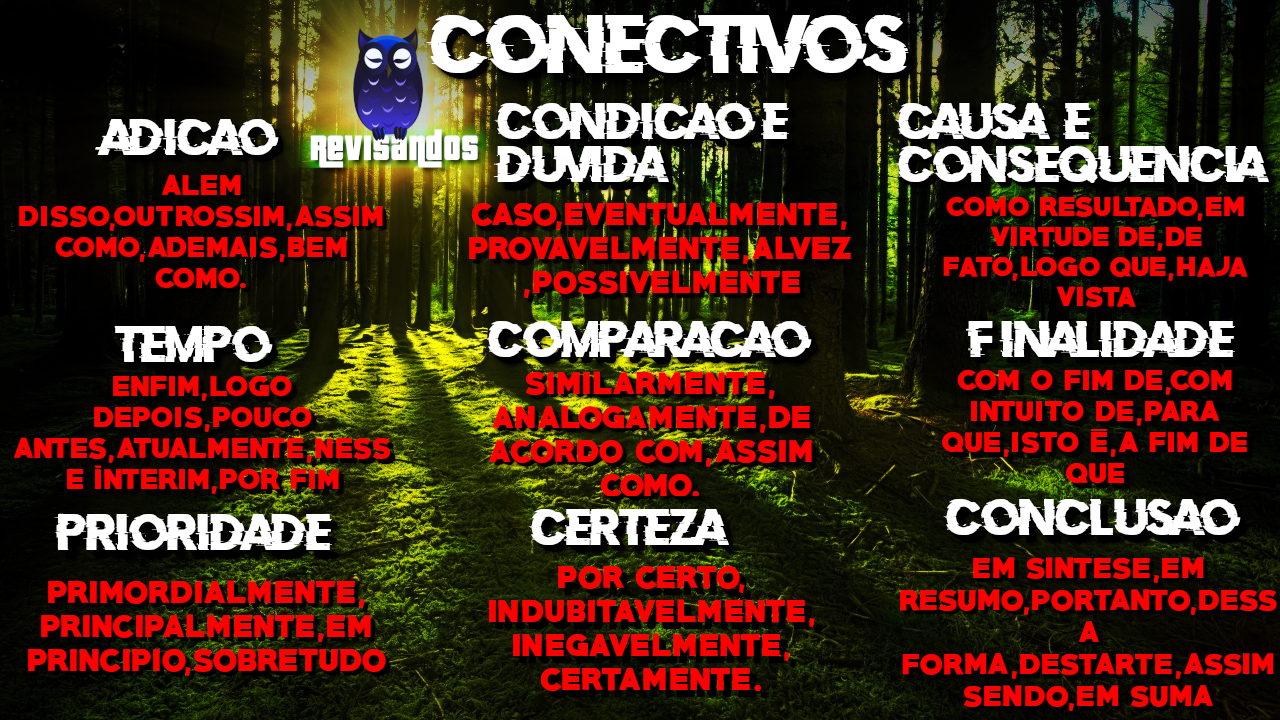 CONECTIVOS
Revisandos
ADICAO
ALEM
DISSO,OUTROSSIM,ASSIM
COMO,ADEMAIS,BEM
COMO.
CONDICAO E
DUVIDA
CASO,EVENTUALMENTE,
PROVAVELMENTE,ALVEZ
,POSSIVELMENTE
CAUSA E
CONSEQUENCIA
COMO RESULTADO,EM
VIRTUDE DE,DE
FATO,LOGO QUE,HAJA
VISTA
TEMPO
ENFIM,LOGO
DEPOIS,POUCO
ANTES,ATUALMENTE,NESS
E ÍNTERIM,POR FIM
COMPARACAO
SIMILARMENTE,
ANALOGAMENTE,DE
ACORDO COM,ASSIM
COMO.
FINALIDADE
COM O FIM DE,COM
INTUITO DE,PARA
QUE,ISTO É,A FIM DE
QUE
PRIORIDADE
PRIMORDIALMENTE,
PRINCIPALMENTE,EM
PRINCIPIO,SOBRETUDO
CERTEZA
POR CERTO,
INDUBITAVELMENTE,
INEGAVELMENTE,
CERTAMENTE.
CONCLUSAO
EM SINTESE,EM
RESUMO,PORTANTO,DESS
A
FORMA,DESTARTE,ASSIM
SENDO,EM SUMA